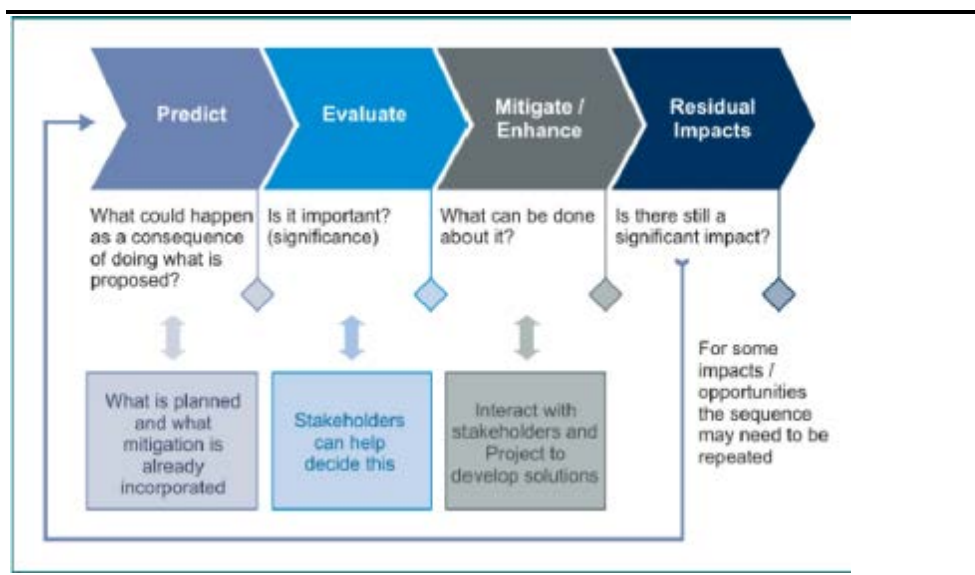 Predict
Evaluate
Mitigate /
Enhance
Residual
Impacts
What could happen
as a consequence
of doing what is
proposed?
Is it important?
(significance)
What can be done
about it?
Is there still a
significant impact?
What is planned
and what
mitigation is
already
incorporated
Stakeholders
can help
decide this
Interact with
stakeholders and
Project to
develop solutions
For some
impacts /
opportunities
the sequence
may need to be
repeated